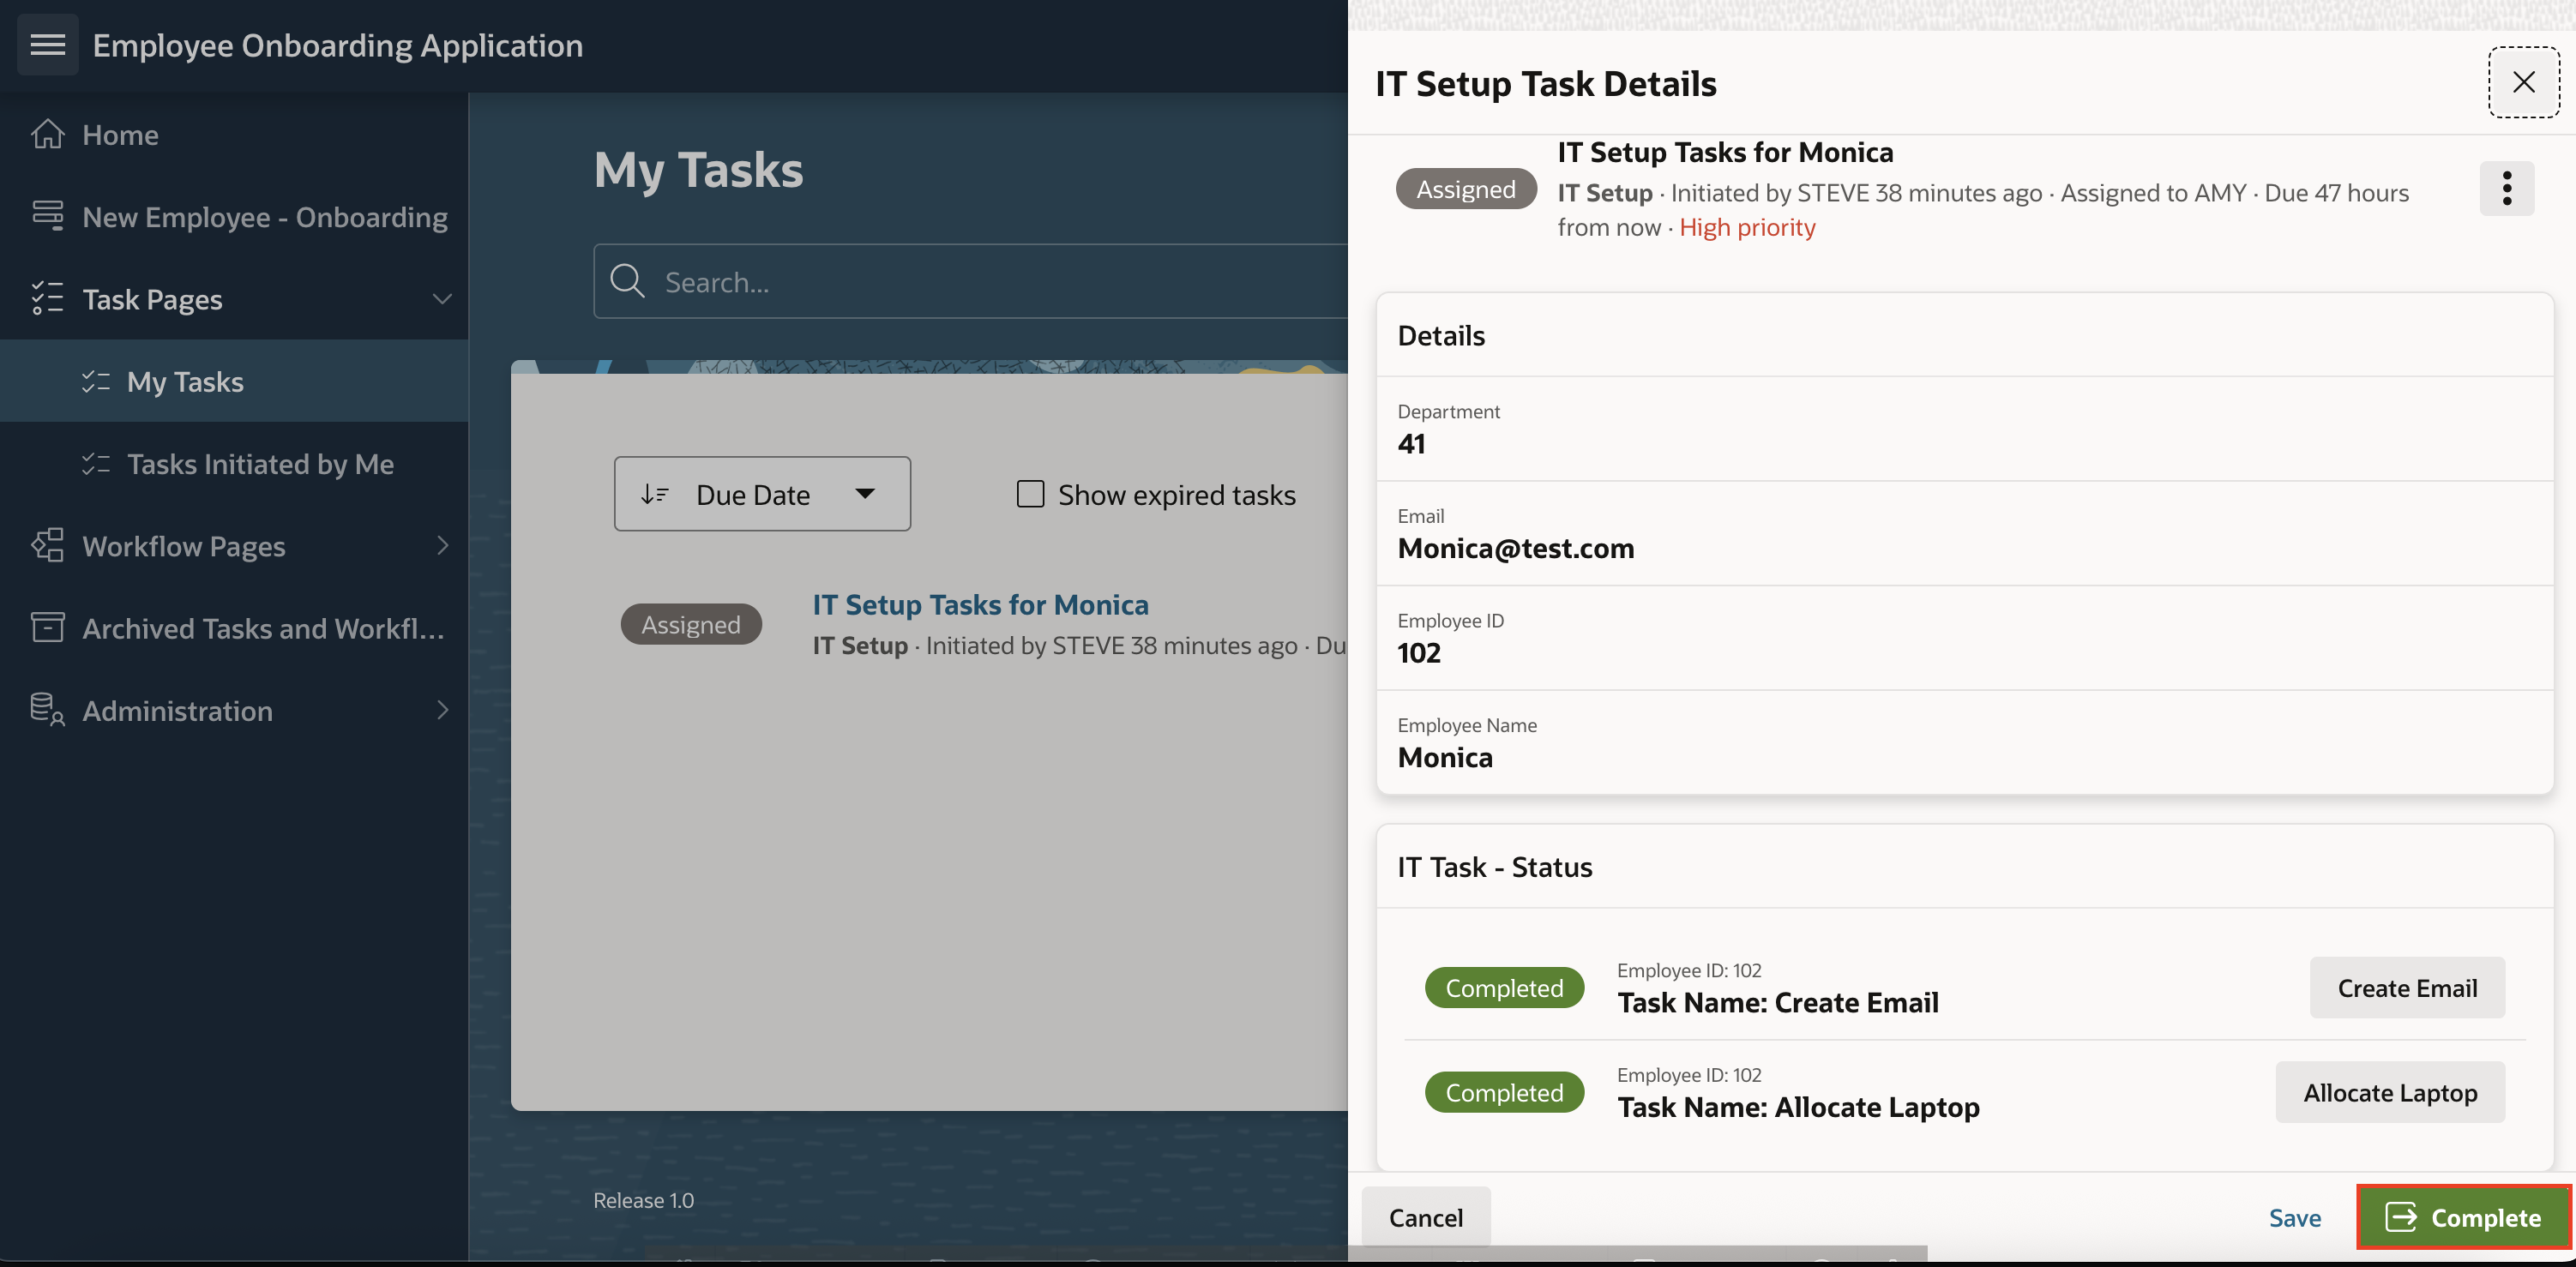 Employee Onboarding Application
Home
New Employee - Onboarding
Task Pages
My Tasks
Tasks Initiated by Me
Workflow Pages
Archived Tasks and Workfl...
Administration
My Tasks
Search...
Due Date
Show expired tasks
Assigned
IT Setup Tasks for Monica
IT Setup · Initiated by STEVE 38 minutes ago · Du
Release 1.0
IT Setup Task Details
Assigned
IT Setup Tasks for Monica
IT Setup · Initiated by STEVE 38 minutes ago · Assigned to AMY · Due 47 hours
from now · High priority
Details
Department
41
Email
Monica@test.com
Employee ID
102
Employee Name
Monica
IT Task - Status
Completed
Employee ID: 102
Task Name: Create Email
Create Email
Completed
Employee ID: 102
Task Name: Allocate Laptop
Allocate Laptop
Cancel
Save
Complete